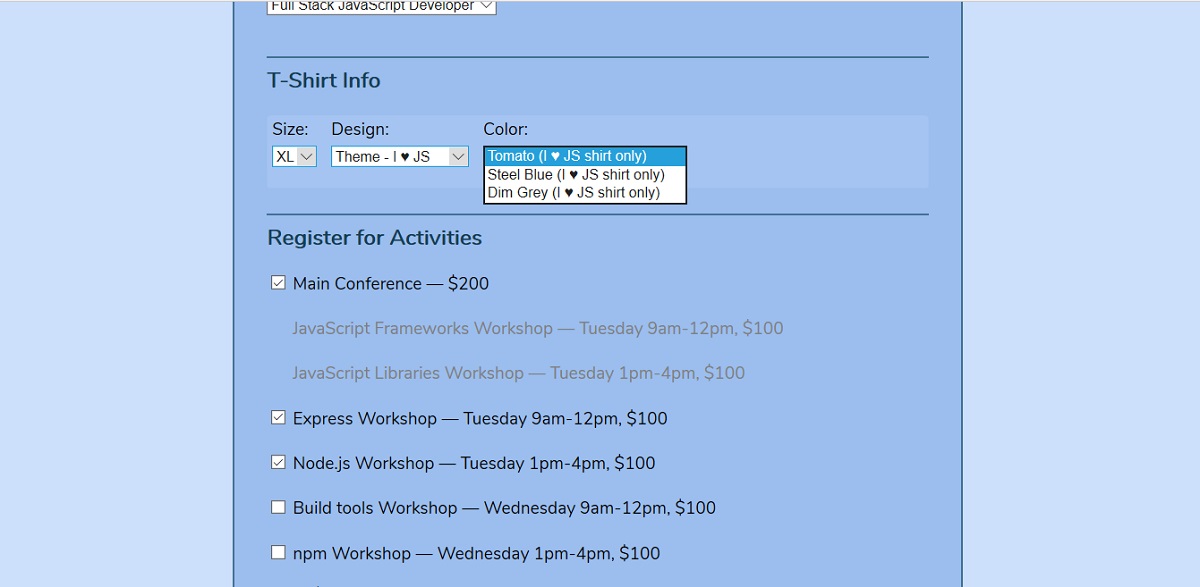 Full Stack JavaScript Developer
T-Shirt Info
Size: Design: Color:
XL Theme - I ♥ JS Tomato (I ♥ JS shirt only)
Steel Blue (I ♥ JS shirt only)
Dim Grey (I ♥ JS shirt only)
Register for Activities
Main Conference — $200
JavaScript Frameworks Workshop — Tuesday 9am-12pm, $100
JavaScript Libraries Workshop — Tuesday 1pm-4pm, $100
Express Workshop — Tuesday 9am-12pm, $100
Node.js Workshop — Tuesday 1pm-4pm, $100
Build tools Workshop — Wednesday 9am-12pm, $100
npm Workshop — Wednesday 1pm-4pm, $100